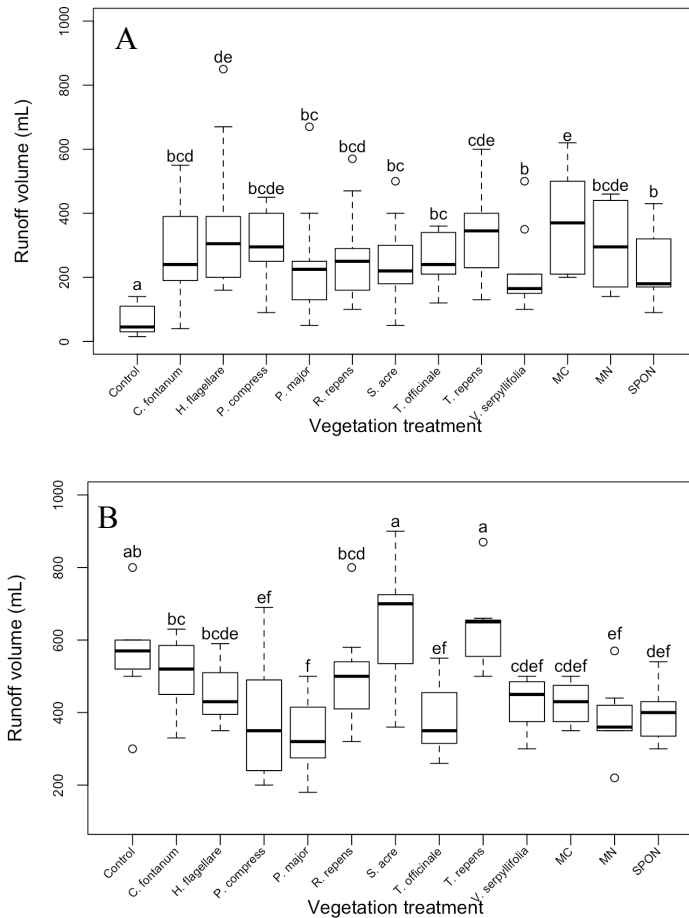 A
Runoff volume (mL)
1000
800
600
400
200
0
a
bcd
de
bcde
bc
bcd
bc
bc
cde
b
e
bcde
b
Control
C. fontanum
H. flagellare
P. compress
P. major
R. repens
S. acre
T. officinale
T. repens
V. serpyllifolia
MC
MN
SPON
Vegetation treatment
B
Runoff volume (mL)
1000
800
600
400
200
ab
bc
bcde
ef
f
bcd
a
ef
a
cdef
cdef
ef
def
Control
C. fontanum
H. flagellare
P. compress
P. major
R. repens
S. acre
T. officinale
T. repens
V. serpyllifolia
MC
MN
SPON
Vegetation treatment